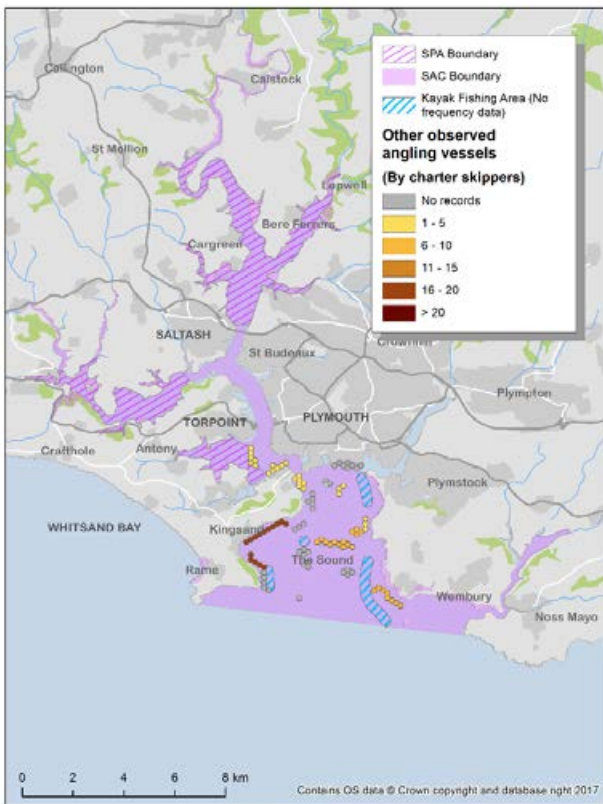 SPA Boundary
SAC Boundary
Kayak Fishing Area (No
frequency data)
Other observed
angling vessels
(By charter skippers)
No records
1 - 5
6 - 10
11 - 15
16 - 20
> 20
Callington
Calstock
St Mellion
Lopwell
Bere Ferrers
Cargreen
SALTASH
St Budeaux
Crownhill
Plympton
TORPOINT
PLYMOUTH
Antony
Crafthole
Plymstock
WHITSAND BAY
Kingsand
The Sound
Rame
Wembury
Noss Mayo
0 2 4 6 8 km
Contains OS data © Crown copyright and database right 2017